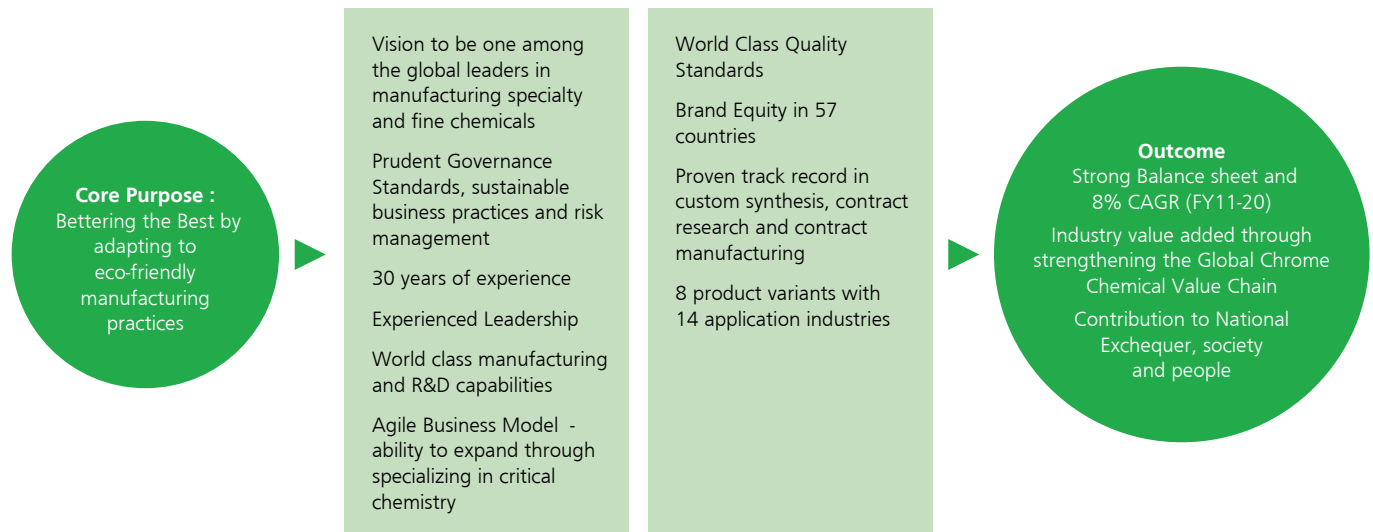 Core Purpose :
Bettering the Best by
adapting to
eco-friendly
manufacturing
practices
Vision to be one among
the global leaders in
manufacturing specialty
and fine chemicals
Prudent Governance
Standards, sustainable
business practices and risk
management
30 years of experience
Experienced Leadership
World class manufacturing
and R&D capabilities
Agile Business Model -
ability to expand through
specializing in critical
chemistry
World Class Quality
Standards
Brand Equity in 57
countries
Proven track record in
custom synthesis, contract
research and contract
manufacturing
8 product variants with
14 application industries
Outcome
Strong Balance sheet and
8% CAGR (FY11-20)
Industry value added through
strengthening the Global Chrome
Chemical Value Chain
Contribution to National
Exchequer, society
and people